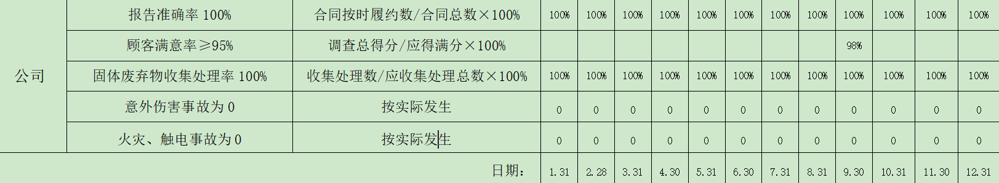 报告准确率 100% 合同按时履约数/合同总数×100% 100% 100% 100% 100% 100% 100% 100% 100% 100% 100% 100% 100%
顾客满意率≥95% 调查总得分/应得满分×100% 98%
公司 固体废弃物收集处理率 100% 收集处理数/应收集处理总数×100% 100% 100% 100% 100% 100% 100% 100% 100% 100% 100% 100% 100%
意外伤害事故为 0 按实际发生 0 0 0 0 0 0 0 0 0 0 0 0
火灾、触电事故为 0 按实际发生 0 0 0 0 0 0 0 0 0 0 0 0
日期： 1.31 2.28 3.31 4.30 5.31 6.30 7.31 8.31 9.30 10.31 11.30 12.31